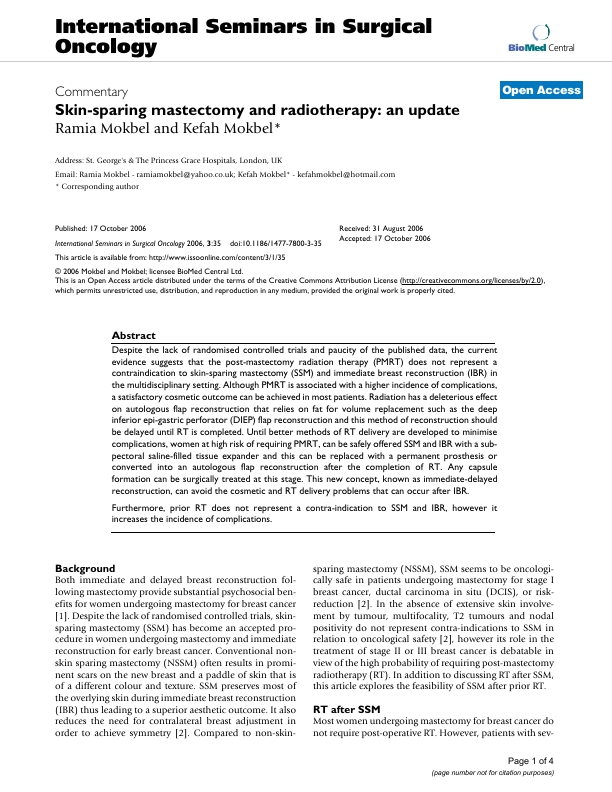 International Seminars in Surgical
Oncology
BioMed Central
Commentary
Open Access
Skin-sparing mastectomy and radiotherapy: an update
Ramia Mokbel and Kefah Mokbel*
Address: St. George's & The Princess Grace Hospitals, London, UK
Email: Ramia Mokbel - ramiamokbel@yahoo.co.uk; Kefah Mokbel* - kefahmokbel@hotmail.com
* Corresponding author
Published: 17 October 2006
International Seminars in Surgical Oncology 2006, 3:35 doi:10.1186/1477-7800-3-35
Received: 31 August 2006
Accepted: 17 October 2006
This article is available from: http://www.issoonline.com/content/3/1/35
© 2006 Mokbel and Mokbel; licensee BioMed Central Ltd.
This is an Open Access article distributed under the terms of the Creative Commons Attribution License (http://creativecommons.org/licenses/by/2.0),
which permits unrestricted use, distribution, and reproduction in any medium, provided the original work is properly cited.
Abstract
Despite the lack of randomised controlled trials and paucity of the published data, the current
evidence suggests that the post-mastectomy radiation therapy (PMRT) does not represent a
contraindication to skin-sparing mastectomy (SSM) and immediate breast reconstruction (IBR) in
the multidisciplinary setting. Although PMRT is associated with a higher incidence of complications,
a satisfactory cosmetic outcome can be achieved in most patients. Radiation has a deleterious effect
on autologous flap reconstruction that relies on fat for volume replacement such as the deep
inferior epi-gastric perforator (DIEP) flap reconstruction and this method of reconstruction should
be delayed until RT is completed. Until better methods of RT delivery are developed to minimise
complications, women at high risk of requiring PMRT, can be safely offered SSM and IBR with a sub-
pectoral saline-filled tissue expander and this can be replaced with a permanent prosthesis or
converted into an autologous flap reconstruction after the completion of RT. Any capsule
formation can be surgically treated at this stage. This new concept, known as immediate-delayed
reconstruction, can avoid the cosmetic and RT delivery problems that can occur after IBR.
Furthermore, prior RT does not represent a contra-indication to SSM and IBR, however it
increases the incidence of complications.
Background
Both immediate and delayed breast reconstruction fol-
lowing mastectomy provide substantial psychosocial ben-
efits for women undergoing mastectomy for breast cancer
[1]. Despite the lack of randomised controlled trials, skin-
sparing mastectomy (SSM) has become an accepted pro-
cedure in women undergoing mastectomy and immediate
reconstruction for early breast cancer. Conventional non-
skin sparing mastectomy (NSSM) often results in promi-
nent scars on the new breast and a paddle of skin that is
of a different colour and texture. SSM preserves most of
the overlying skin during immediate breast reconstruction
(IBR) thus leading to a superior aesthetic outcome. It also
reduces the need for contralateral breast adjustment in
order to achieve symmetry [2]. Compared to non-skin-
sparing mastectomy (NSSM), SSM seems to be oncologi-
cally safe in patients undergoing mastectomy for stage I
breast cancer, ductal carcinoma in situ (DCIS), or risk-
reduction [2]. In the absence of extensive skin involve-
ment by tumour, multifocality, T2 tumours and nodal
positivity do not represent contra-indications to SSM in
relation to oncological safety [2], however its role in the
treatment of stage II or III breast cancer is debatable in
view of the high probability of requiring post-mastectomy
radiotherapy (RT). In addition to discussing RT after SSM,
this article explores the feasibility of SSM after prior RT.
RT after SSM
Most women undergoing mastectomy for breast cancer do
not require post-operative RT. However, patients with sev-
Page 1 of 4
(page number not for citation purposes)